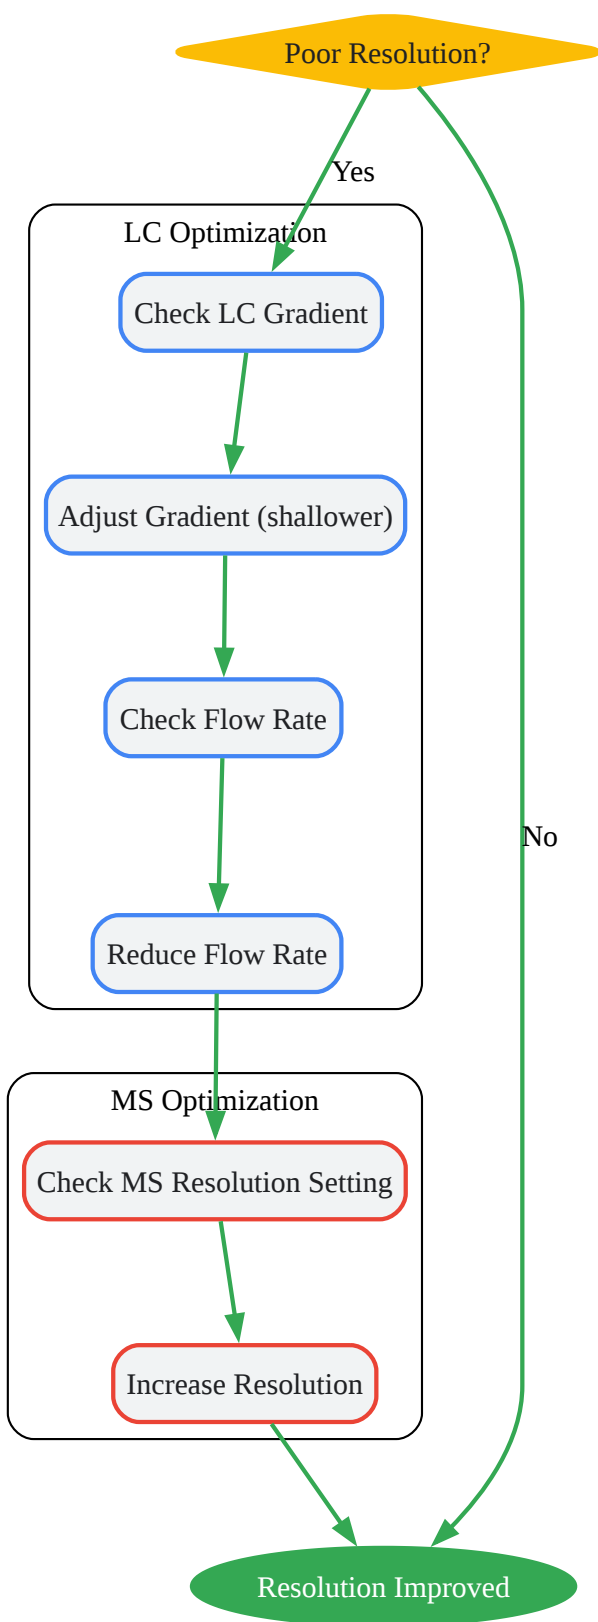 Poor Resolution?
Yes
LC Optimization
Check LC Gradient
Adjust Gradient (shallower)
Check Flow Rate
No
Reduce Flow Rate
MS Optimization
Check MS Resolution Setting
Increase Resolution
Resolution Improved